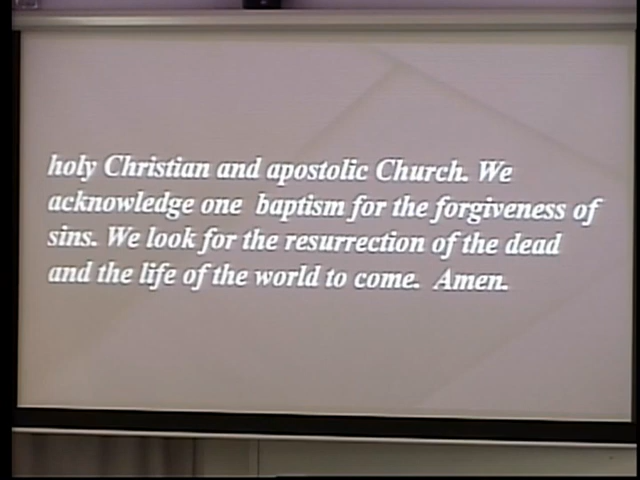 holy Christian and apostolic Church. We
acknowledge one baptism for the forgiveness of
sins. We look for the resurrection of the dead
and the life of the world to come. Amen.